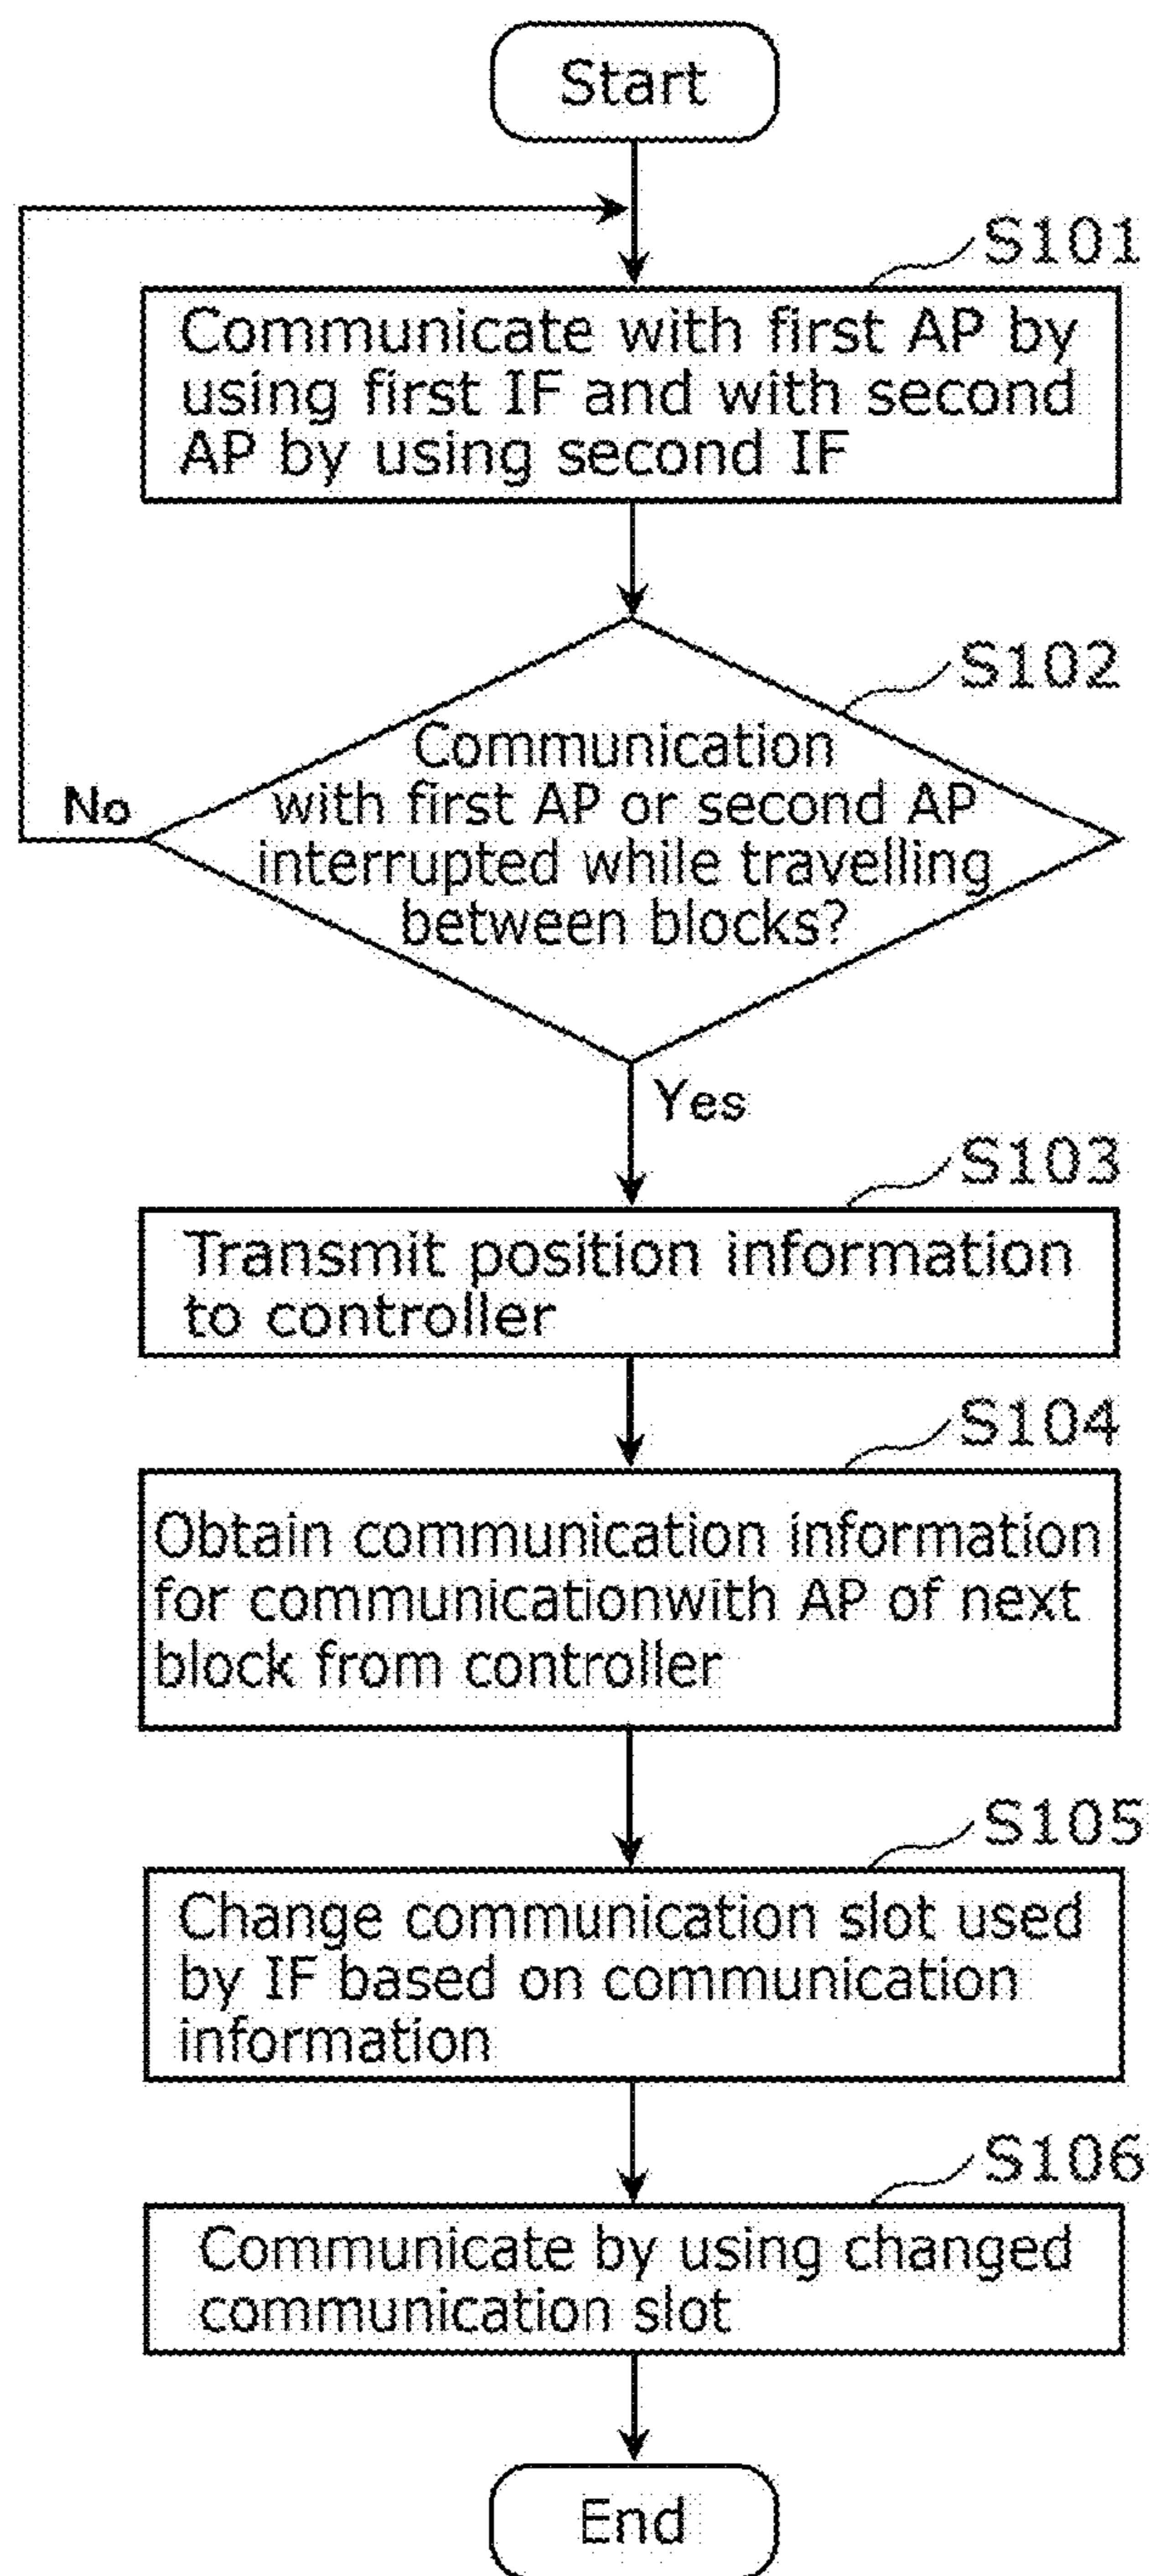 Start
S101
Communicate with first AP by
using first IF and with second
AP by using second IF
S102
Communication
with first AP or second AP
interrupted while travelling
between blocks?
No
Yes
S103
Transmit position information
to controller
S104
Obtain communication information
for communicationwith AP of next
block from controller
S105
Change communication slot used
by IF based on communication
information
S106
Communicate by using changed
communication slot
End